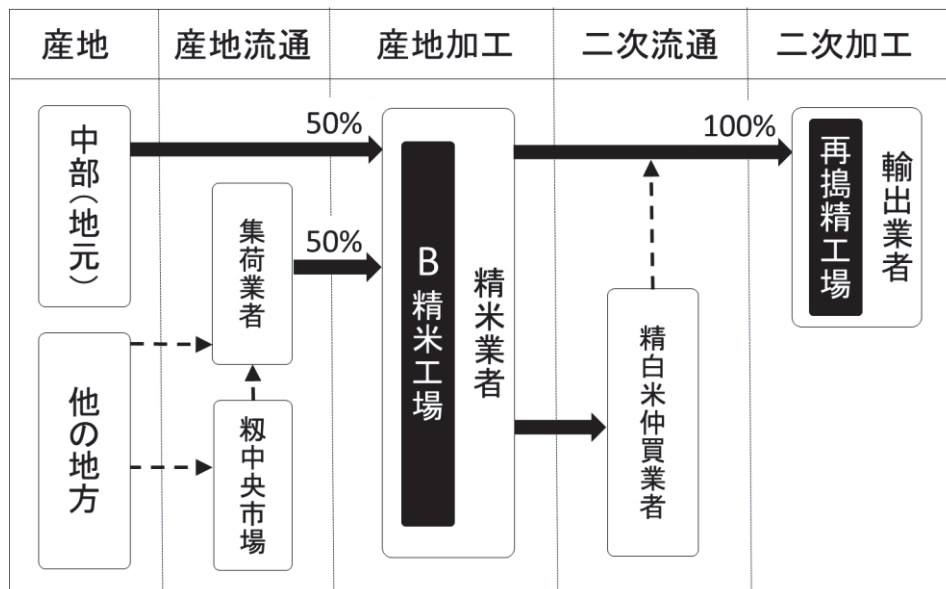 産地
産地流通
産地加工
二次流通
二次加工
中部(地元)
他の地方
集荷業者
籾中央市場
50%
50%
B精米工場
精米業者
精白米仲買業者
100%
再搗精工場
輸出業者